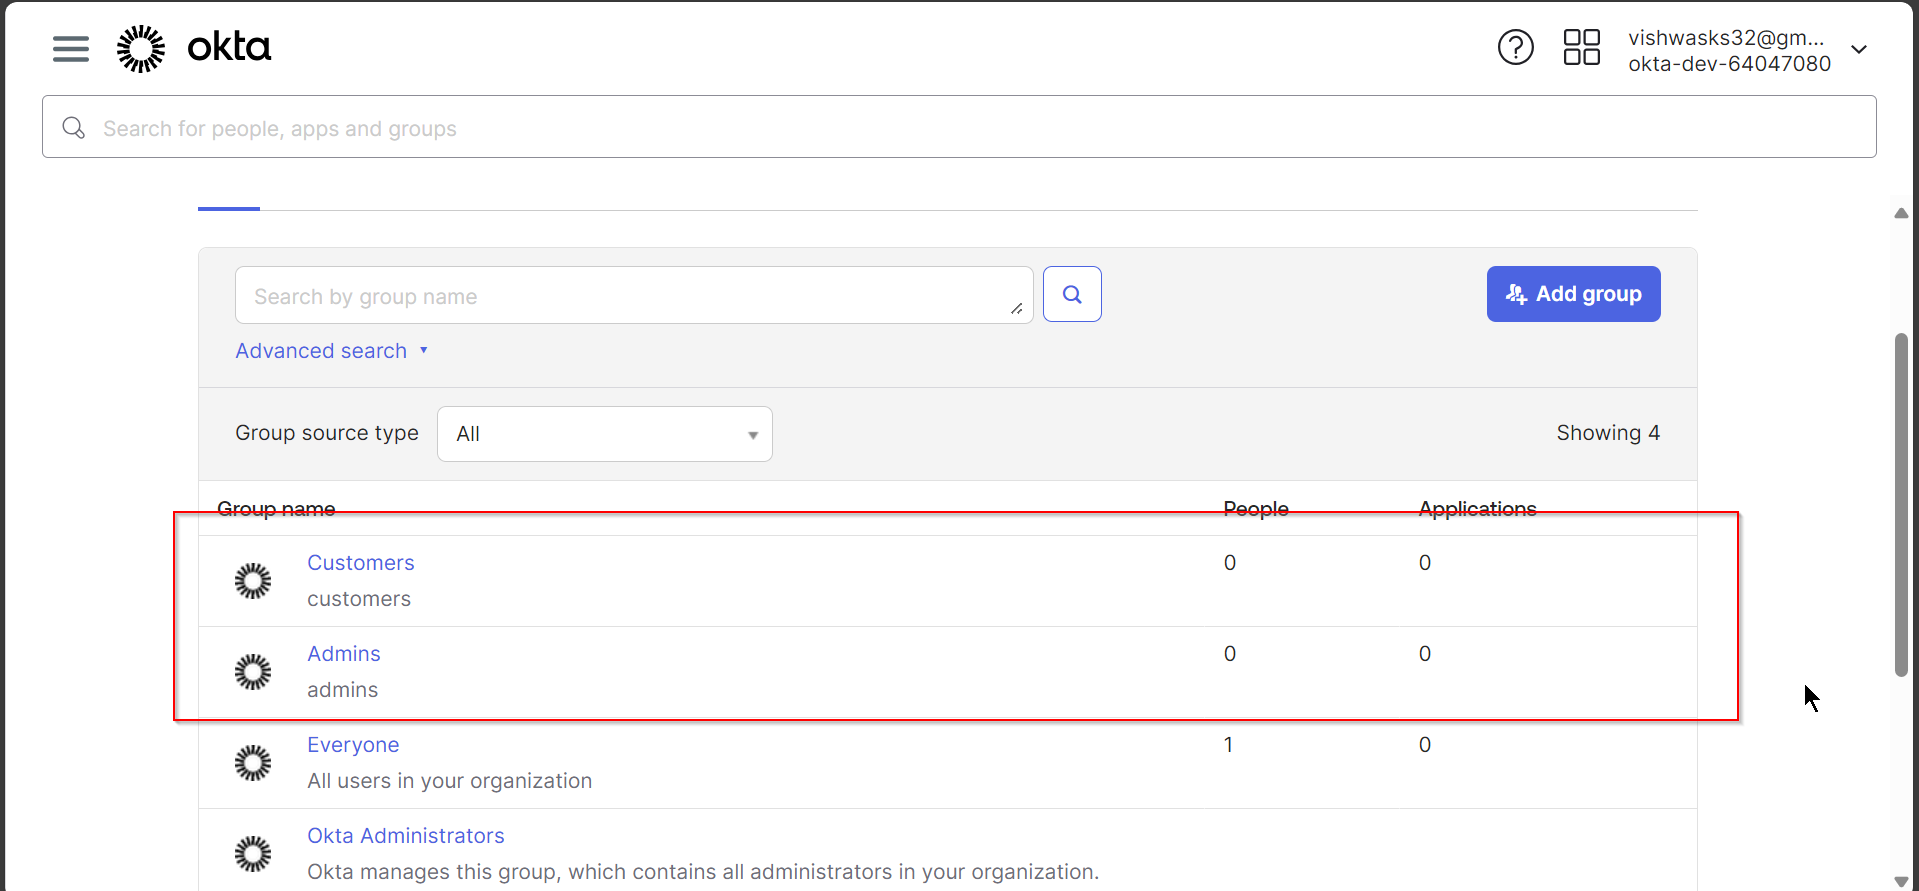 okta
vishwasks32@gm...
okta-dev-64047080
Search for people, apps and groups
Search by group name
Add group
Advanced search
Group source type
All
Showing 4
Group name People Applications
Customers 0 0
customers
Admins 0 0
admins
Everyone 1 0
All users in your organization
Okta Administrators
Okta manages this group, which contains all administrators in your organization.